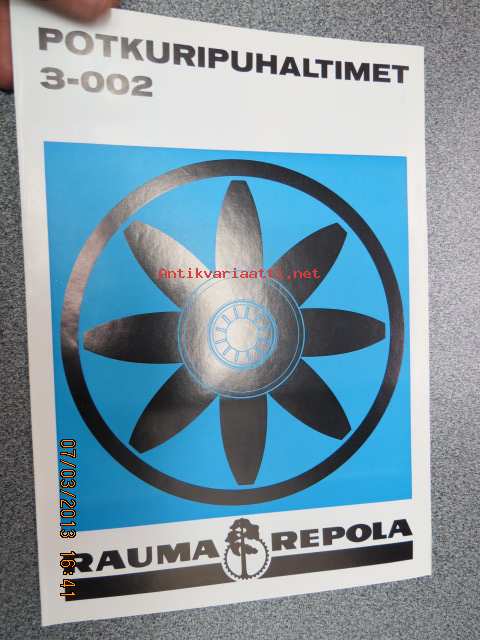 POTKURIPUHALTIMET
3-002
Antikvariaatti.net
RAUMA REPOLA
07/03/2013 16:41